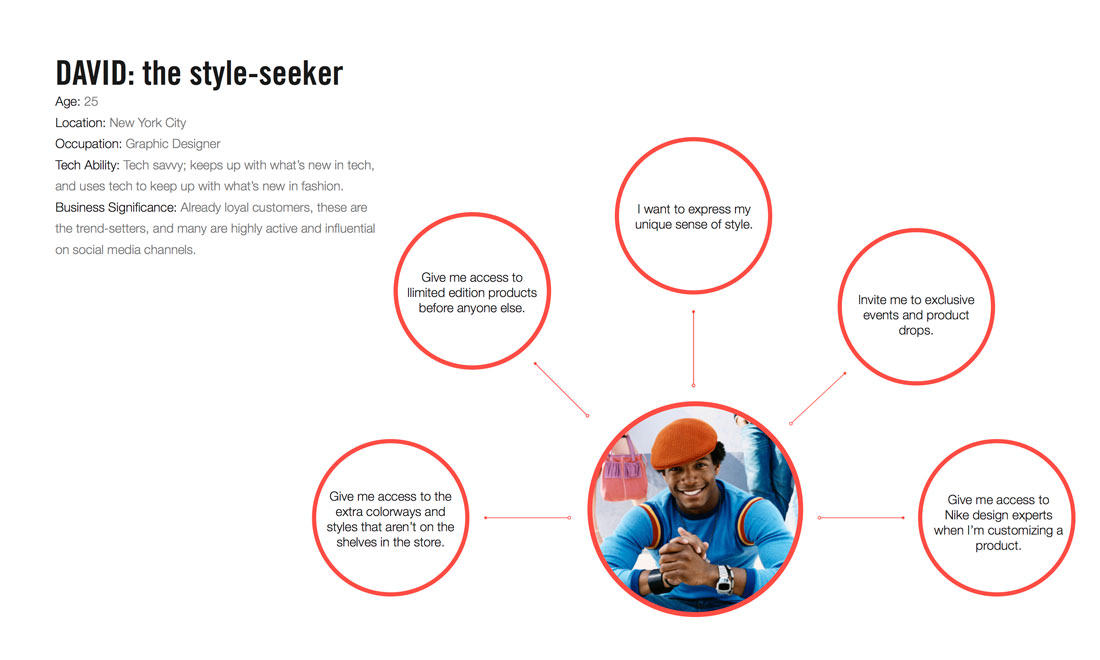 DAVID: the style-seeker
Age: 25
Location: New York City
Occupation: Graphic Designer
Tech Ability: Tech savvy; keeps up with what's new in tech,
and uses tech to keep up with what's new in fashion.
Business Significance: Already loyal customers, these are
the trend-setters, and many are highly active and influential
on social media channels.
I want to express my
unique sense of style.
Give me access to
llimited edition products
before anyone else.
Invite me to exclusive
events and product
drops.
Give me access to the
extra colorways and
styles that aren't on the
shelves in the store.
Give me access to
Nike design experts
when I'm customizing a
product.